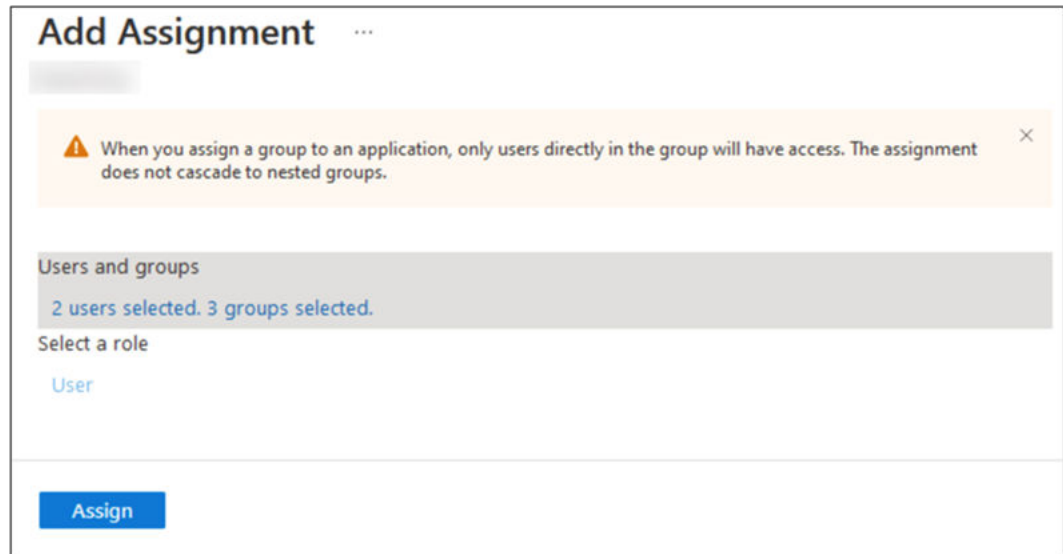 Add Assignment ...
When you assign a group to an application, only users directly in the group will have access. The assignment
does not cascade to nested groups.
Users and groups
2 users selected. 3 groups selected.
Select a role
User
Assign